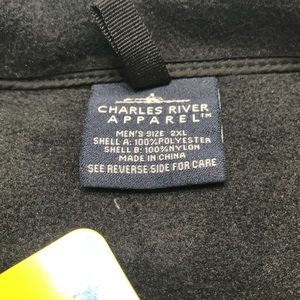 CHARLES RIVER
APPAREL™
MEN'S SIZE 2XL
SHELL A: 100%POLYESTER
SHELL B: 100%NYLON
MADE IN CHINA
SEE REVERSE SIDE FOR CARE